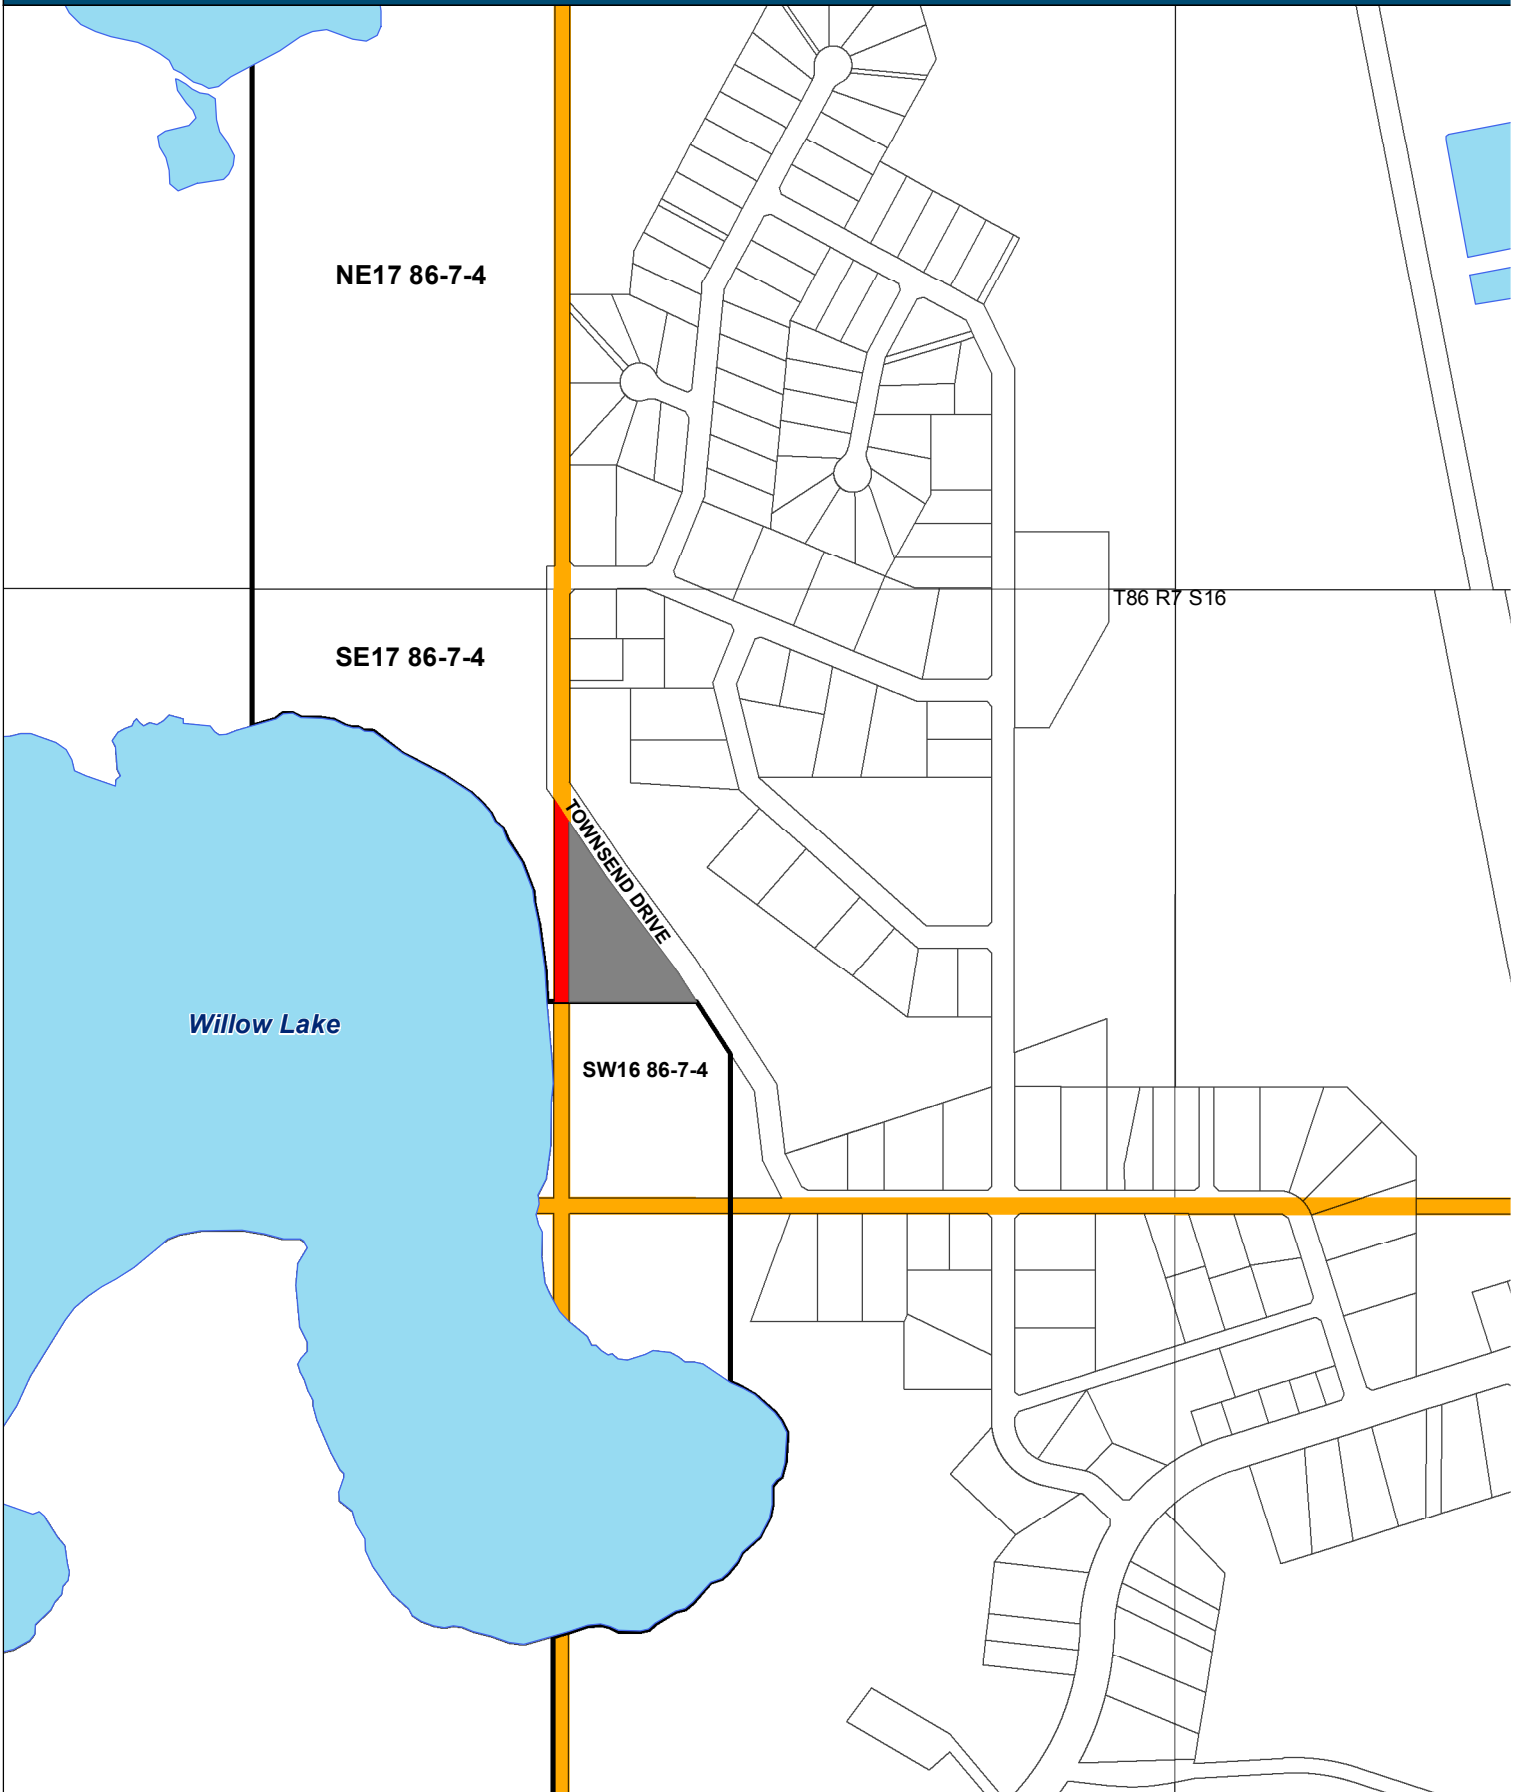 NE17 86-7-4
T86 R7 S16
SE17 86-7-4
TOWNSEND DRIVE
Willow Lake
SW16 86-7-4